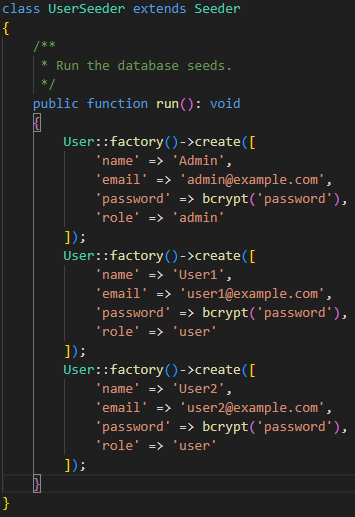 class UserSeeder extends Seeder
{
    /**
     * Run the database seeds.
     */
    public function run(): void
    {
        User::factory()->create([
            'name' => 'Admin',
            'email' => 'admin@example.com',
            'password' => bcrypt('password'),
            'role' => 'admin'
        ]);
        User::factory()->create([
            'name' => 'User1',
            'email' => 'user1@example.com',
            'password' => bcrypt('password'),
            'role' => 'user'
        ]);
        User::factory()->create([
            'name' => 'User2',
            'email' => 'user2@example.com',
            'password' => bcrypt('password'),
            'role' => 'user'
        ]);
    }
}